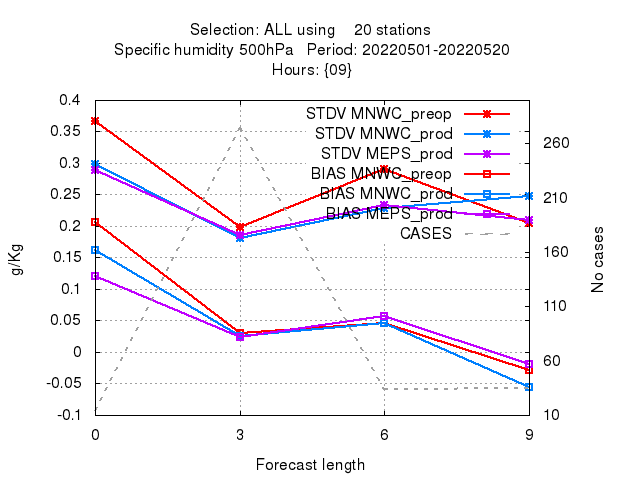 Selection: ALL using 20 stations
Specific humidity 500hPa Period: 20220501-20220520
Hours: {09}
STDV MNWC_preop
STDV MNWC_prod
STDV MEPS_prod
BIAS MNWC_preop
BIAS MNWC_prod
BIAS MEPS_prod
CASES
0.4
0.35
0.3
0.25
0.2
0.15
0.1
0.05
0
-0.05
-0.1
g/Kg
260
210
160
110
60
10
No cases
0 3 6 9
Forecast length